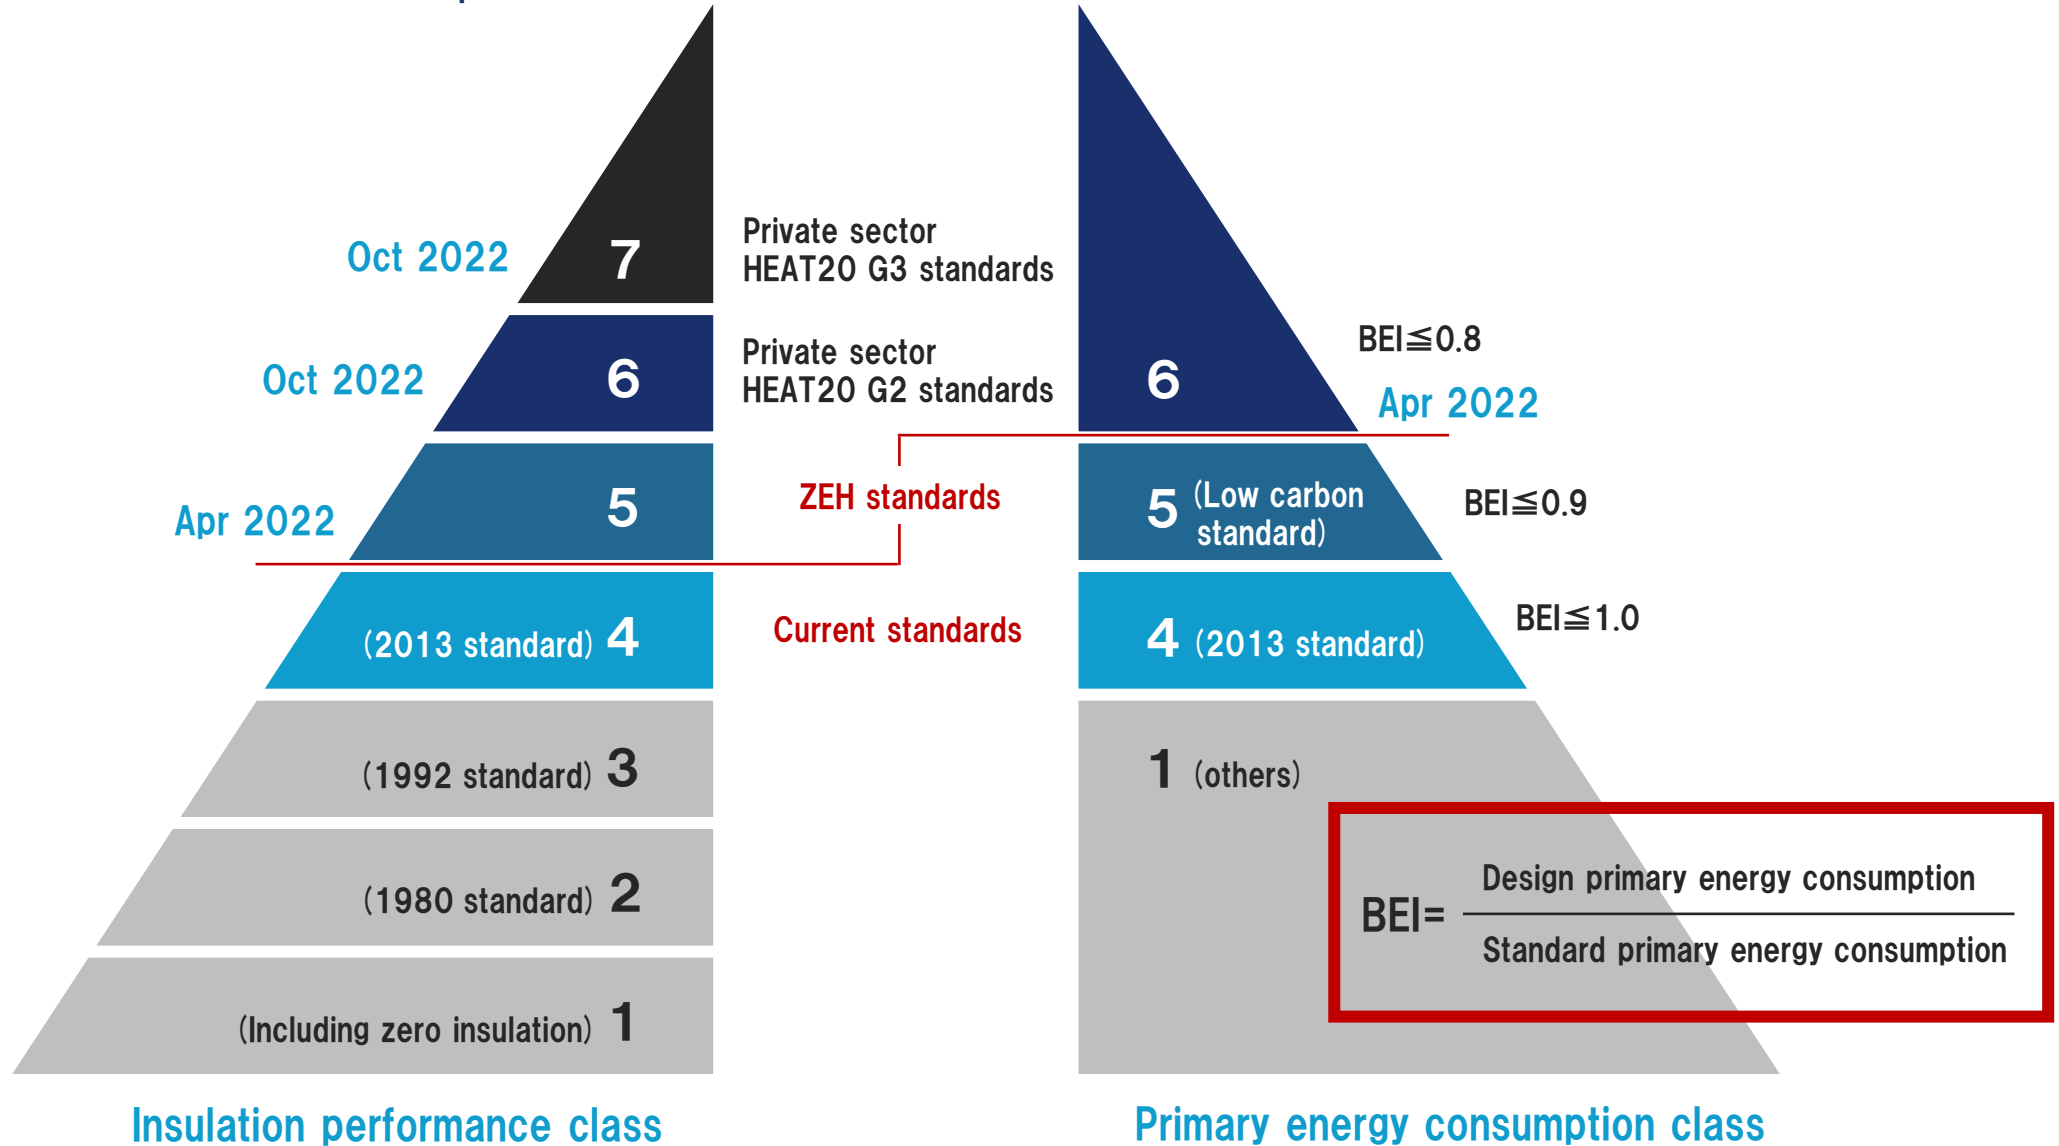 Oct 2022
7
Private sector
HEAT20 G3 standards
Oct 2022
6
Private sector
HEAT20 G2 standards
6
BEI≦0.8
Apr 2022
Apr 2022
5
ZEH standards
5 (Low carbon
standard)
BEI≦0.9
(2013 standard) 4
Current standards
4 (2013 standard)
BEI≦1.0
(1992 standard) 3
1 (others)
(1980 standard) 2
(Including zero insulation) 1
BEI=
Design primary energy consumption
Standard primary energy consumption
Insulation performance class
Primary energy consumption class